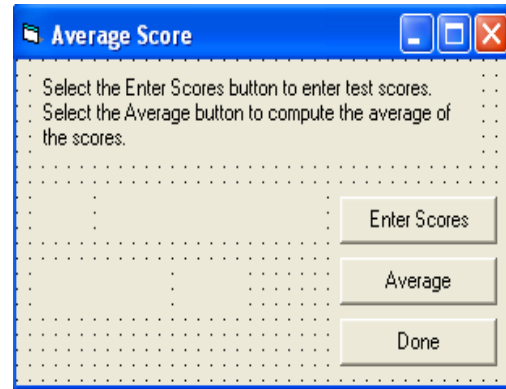 Average Score
Select the Enter Scores button to enter test scores.
Select the Average button to compute the average of
the scores.
Enter Scores
Average
Done